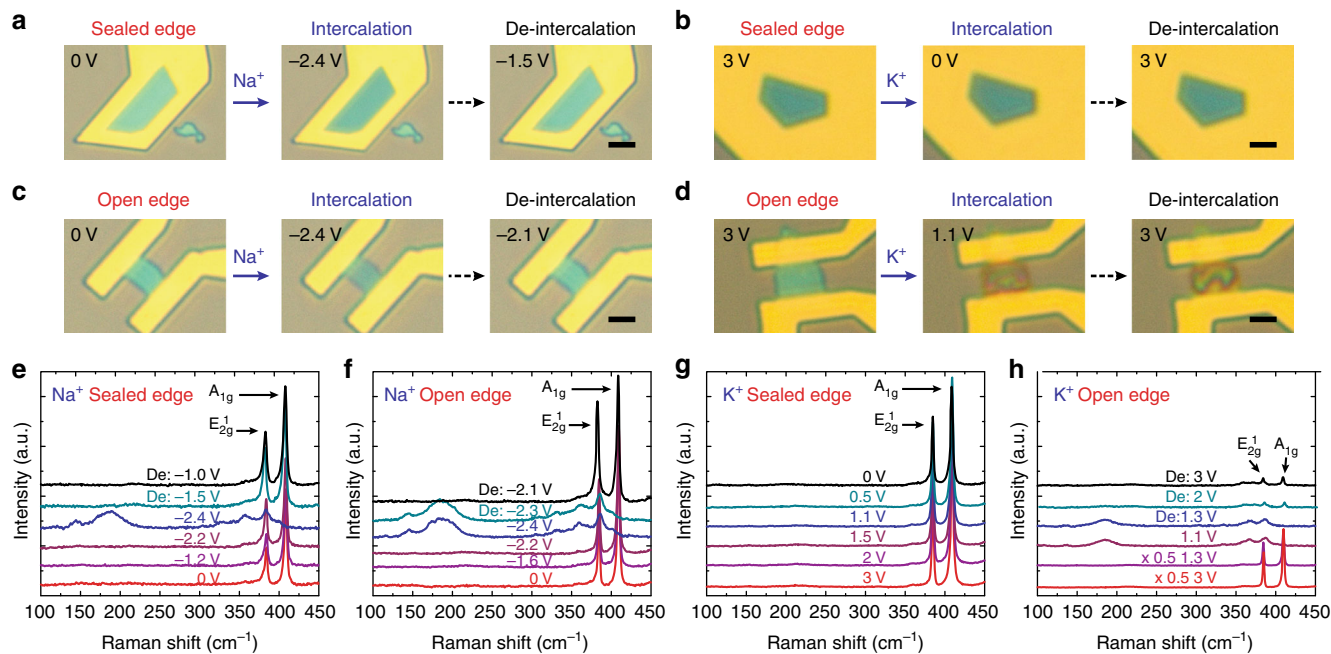 a
Sealed edge
Intercalation
De-intercalation
0 V
Na⁺
–2.4 V
–1.5 V
b
Sealed edge
Intercalation
De-intercalation
3 V
K⁺
0 V
3 V
c
Open edge
Intercalation
De-intercalation
0 V
Na⁺
–2.4 V
–2.1 V
d
Open edge
Intercalation
De-intercalation
3 V
K⁺
1.1 V
3 V
e
Na⁺ Sealed edge
A₁g
E¹₂g
De: –1.0 V
De: –1.5 V
–2.4 V
–2.2 V
–1.2 V
0 V
Intensity (a.u.)
100 150 200 250 300 350 400 450
Raman shift (cm⁻¹)
f
Na⁺ Open edge
A₁g
E¹₂g
De: –2.1 V
De: –2.3 V
–2.4 V
–2.2 V
–1.6 V
0 V
Intensity (a.u.)
100 150 200 250 300 350 400 450
Raman shift (cm⁻¹)
g
K⁺ Sealed edge
A₁g
E¹₂g
0 V
0.5 V
1.1 V
1.5 V
2 V
3 V
Intensity (a.u.)
100 150 200 250 300 350 400 450
Raman shift (cm⁻¹)
h
K⁺ Open edge
E¹₂g A₁g
De: 3 V
De: 2 V
De:1.3 V
1.1 V
x 0.5 1.3 V
x 0.5 3 V
Intensity (a.u.)
100 150 200 250 300 350 400 450
Raman shift (cm⁻¹)